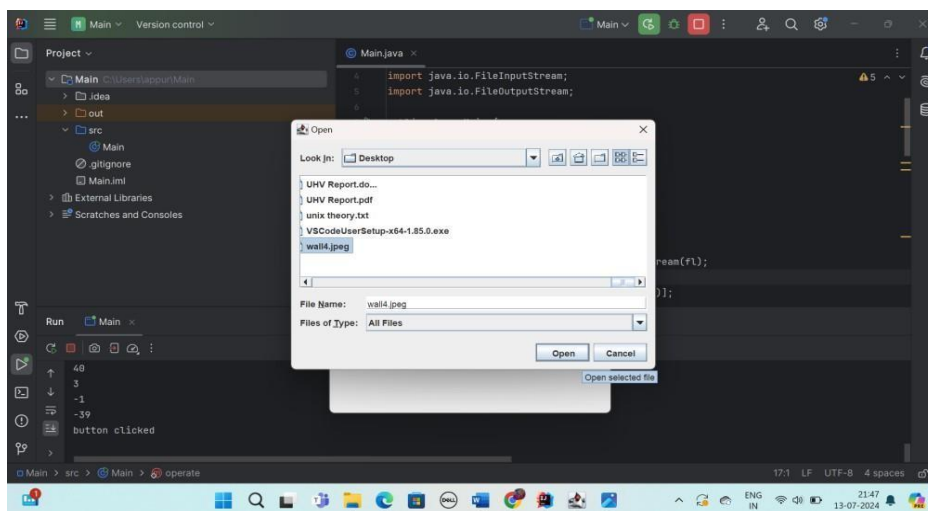 Main
Version control
Main
Project
Main C:\Users\appur\Main
.idea
out
src
Main
.gitignore
Main.iml
External Libraries
Scratches and Consoles
Main.java
import java.io.FileInputStream;
import java.io.FileOutputStream;
5
Open
Look In: Desktop
UHV Report.do...
UHV Report.pdf
unix theory.txt
VSCodeUserSetup-x64-1.85.0.exe
wall4.jpeg
File Name: wall4.jpeg
Files of Type: All Files
Open Cancel
Open selected file
ream(fl);
)];
Run Main
40
3
-1
-39
button clicked
Main > src > Main > operate
17:1 LF UTF-8 4 spaces
ENG
IN
21:47
13-07-2024